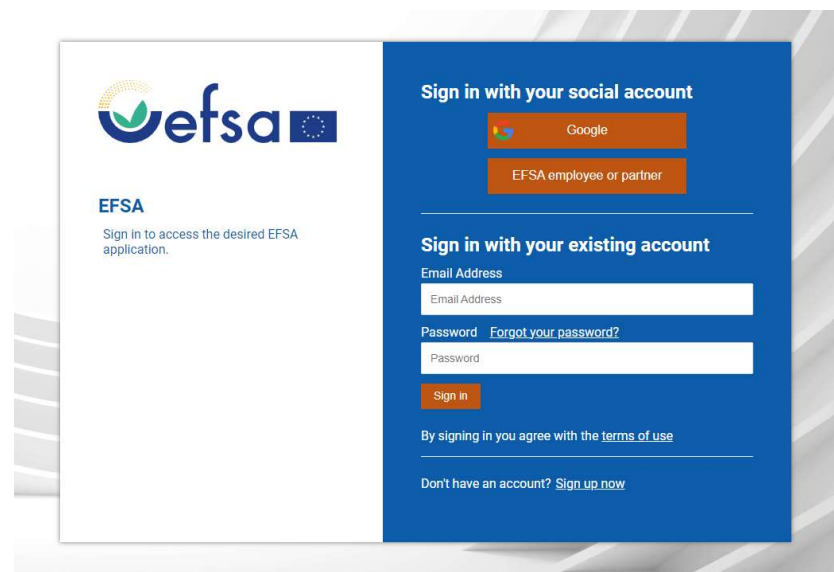 efsa
EFSA
Sign in to access the desired EFSA
application.
Sign in with your social account
Google
EFSA employee or partner
Sign in with your existing account
Email Address
Email Address
Password Forgot your password?
Password
Sign in
By signing in you agree with the terms of use
Don't have an account? Sign up now